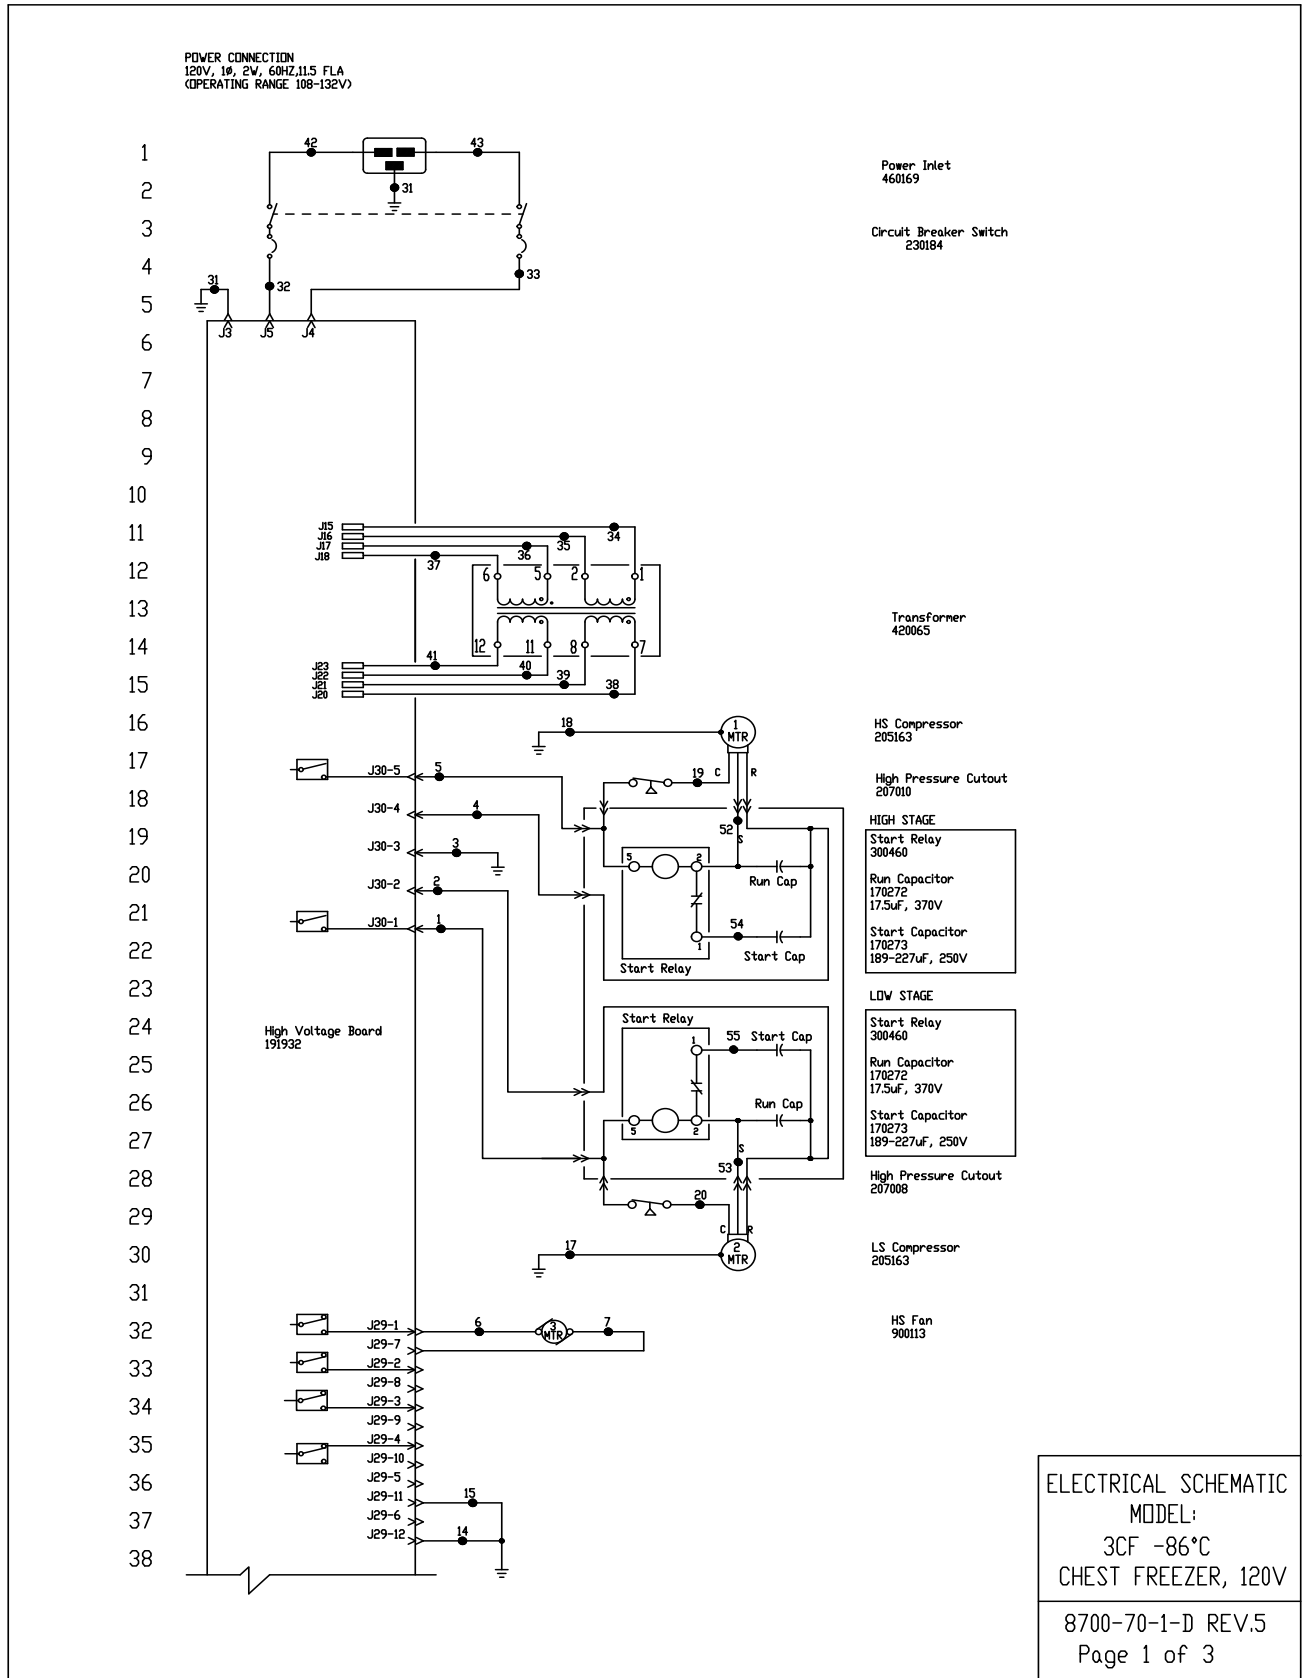 POWER CONNECTION
120V, 1ø, 2W, 60HZ,11.5 FLA
(OPERATING RANGE 108-132V)
1
42
43
Power Inlet
460169
2
31
3
Circuit Breaker Switch
230184
4
31
32
33
5
J3
J5
J4
6
7
8
9
10
11
J15
J16
J17
J18
34
35
36
37
12
6
5
2
1
13
Transformer
420065
14
12
11
8
7
41
40
39
38
J23
J22
J21
J20
15
16
18
1
MTR
HS Compressor
205163
17
J30-5
5
19
C
R
High Pressure Cutout
207010
18
J30-4
4
HIGH STAGE
52
S
19
J30-3
3
Start Relay
300460
5
2
20
J30-2
2
Run Cap
Run Capacitor
170272
17.5uF, 370V
21
J30-1
1
54
1
Start Cap
Start Relay
Start Capacitor
170273
189-227uF, 250V
22
23
LOW STAGE
24
High Voltage Board
191932
Start Relay
1
55
Start Cap
Start Relay
300460
25
Run Capacitor
170272
17.5uF, 370V
26
Run Cap
5
2
Start Capacitor
170273
189-227uF, 250V
27
S
53
28
High Pressure Cutout
207008
29
20
C
R
30
17
2
MTR
LS Compressor
205163
31
32
J29-1
6
3
MTR
7
HS Fan
900113
J29-7
33
J29-2
J29-8
34
J29-3
J29-9
35
J29-4
J29-10
36
J29-5
J29-11
15
37
J29-6
J29-12
14
38
ELECTRICAL SCHEMATIC
MODEL:
3CF -86°C
CHEST FREEZER, 120V
8700-70-1-D REV.5
Page 1 of 3